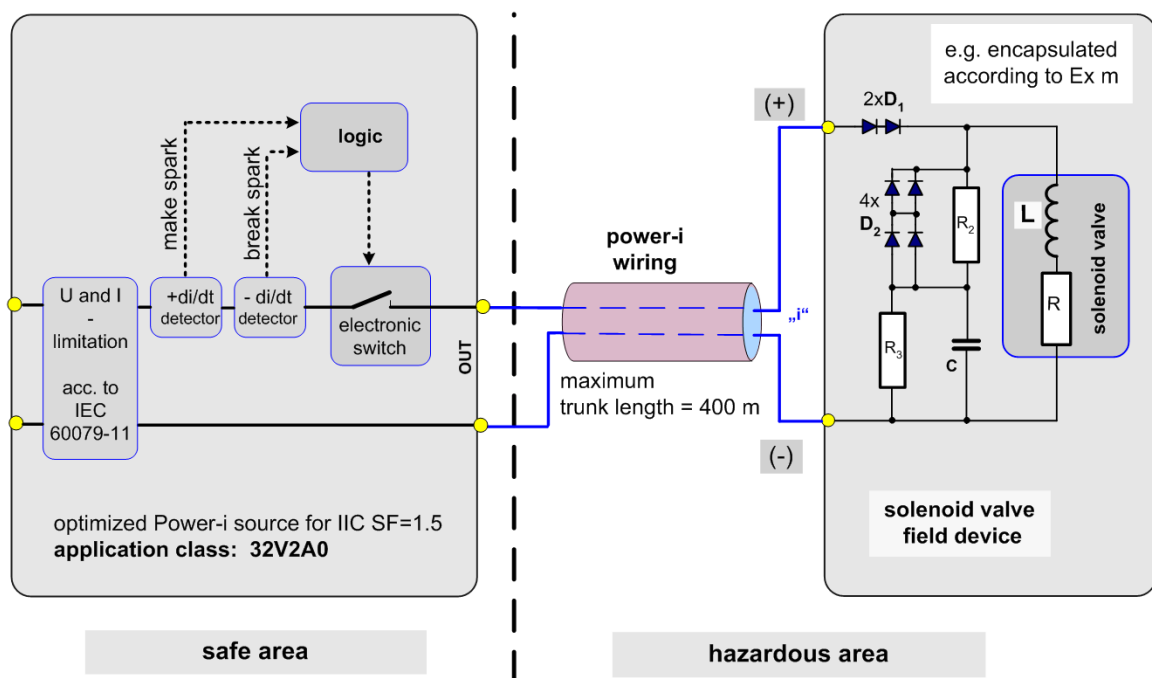 make spark
break spark
logic
U and I
-
limitation
acc. to
IEC
60079-11
+di/dt
detector
- di/dt
detector
electronic
switch
OUT
optimized Power-i source for IIC SF=1.5
application class: 32V2A0
safe area
power-i
wiring
maximum
trunk length = 400 m
„i“
(+)
(-)
e.g. encapsulated
according to Ex m
2xD1
4x
D2
R2
R3
C
L
R
solenoid valve
solenoid valve
field device
hazardous area